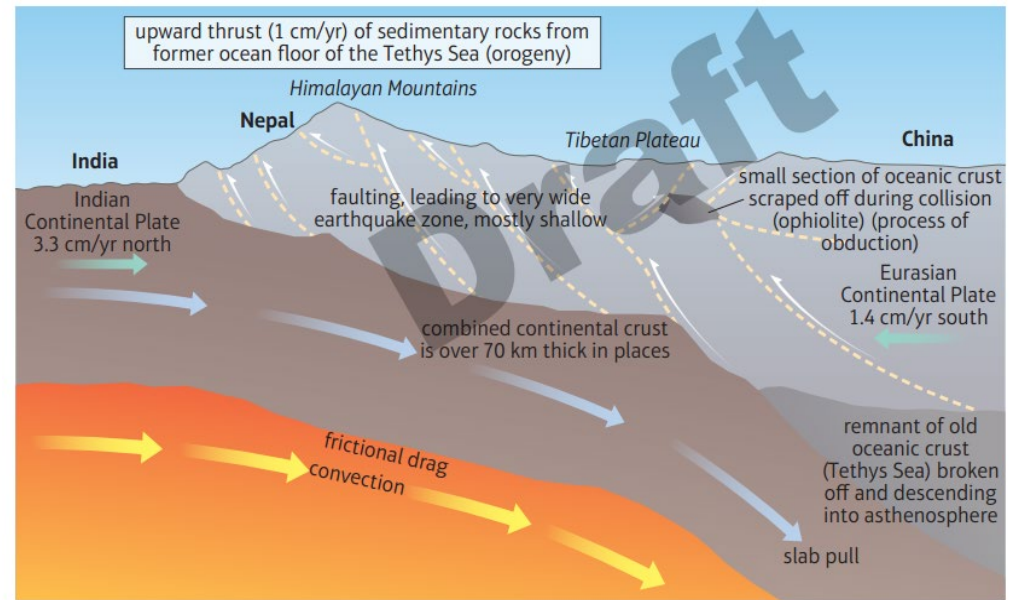 upward thrust (1 cm/yr) of sedimentary rocks from
former ocean floor of the Tethys Sea (orogeny)
Himalayan Mountains
Nepal
Tibetan Plateau
China
India
Indian
Continental Plate
3.3 cm/yr north
faulting, leading to very wide
earthquake zone, mostly shallow
small section of oceanic crust
scraped off during collision
(ophiolite) (process of
obduction)
Eurasian
Continental Plate
1.4 cm/yr south
combined continental crust
is over 70 km thick in places
remnant of old
oceanic crust
(Tethys Sea) broken
off and descending
into asthenosphere
frictional drag
convection
slab pull
Draft